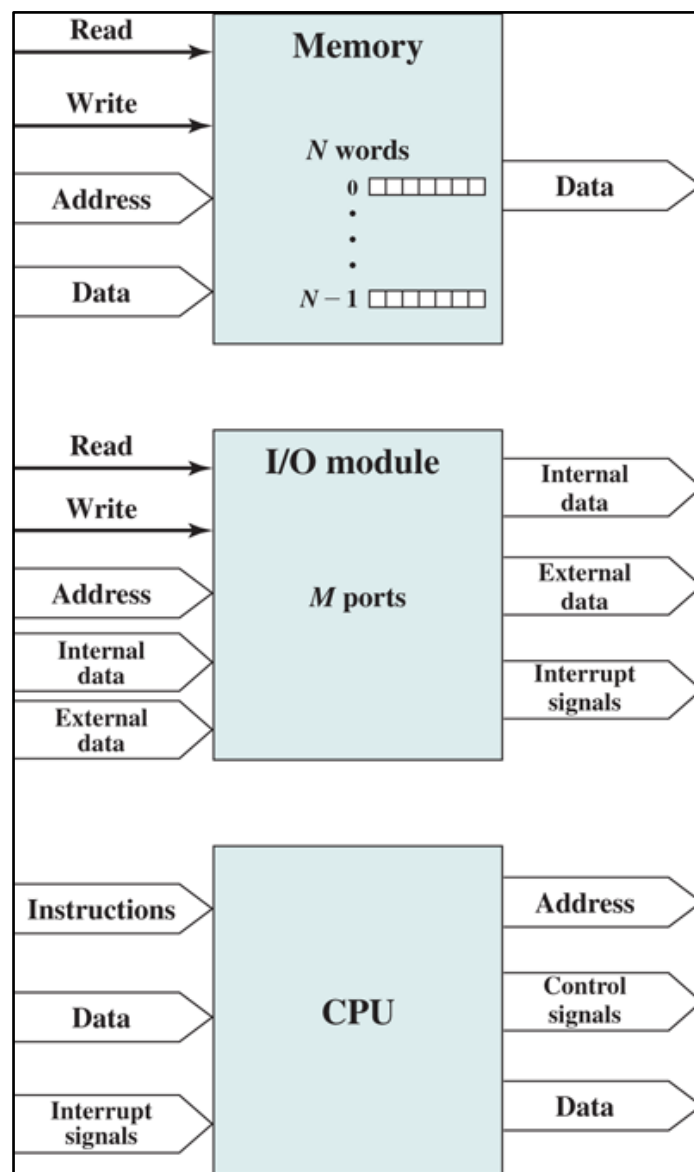 Read
Memory
Write
N words
0
Address
Data
Data
N − 1
Read
I/O module
Internal
data
Write
External
data
Address
M ports
Internal
data
Interrupt
signals
External
data
Instructions
Address
CPU
Control
signals
Data
Data
Interrupt
signals